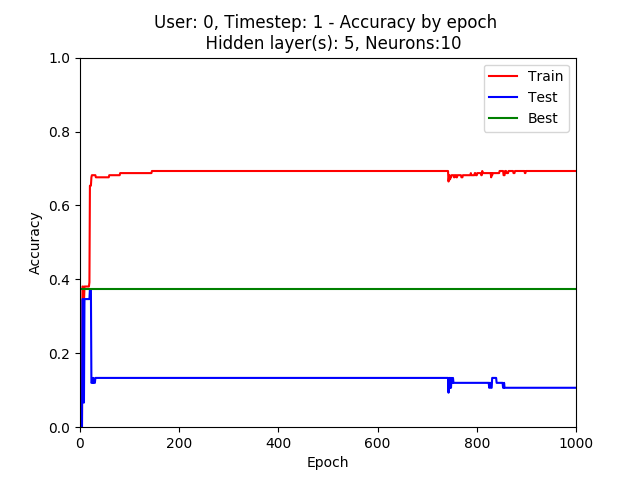 User: 0, Timestep: 1 - Accuracy by epoch
Hidden layer(s): 5, Neurons:10
Train
Test
Best
1.0
0.8
0.6
0.4
0.2
0.0
Accuracy
0
200
400
600
800
1000
Epoch